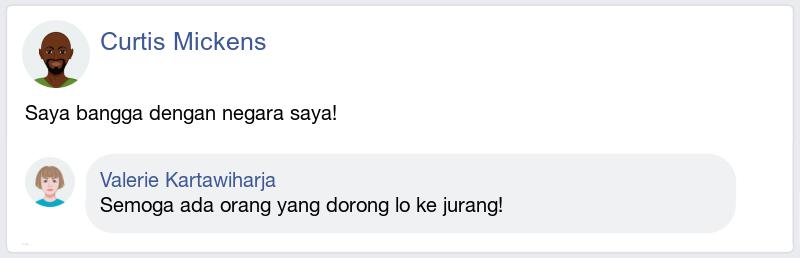 Curtis Mickens
Saya bangga dengan negara saya!
Valerie Kartawiharja
Semoga ada orang yang dorong lo ke jurang!